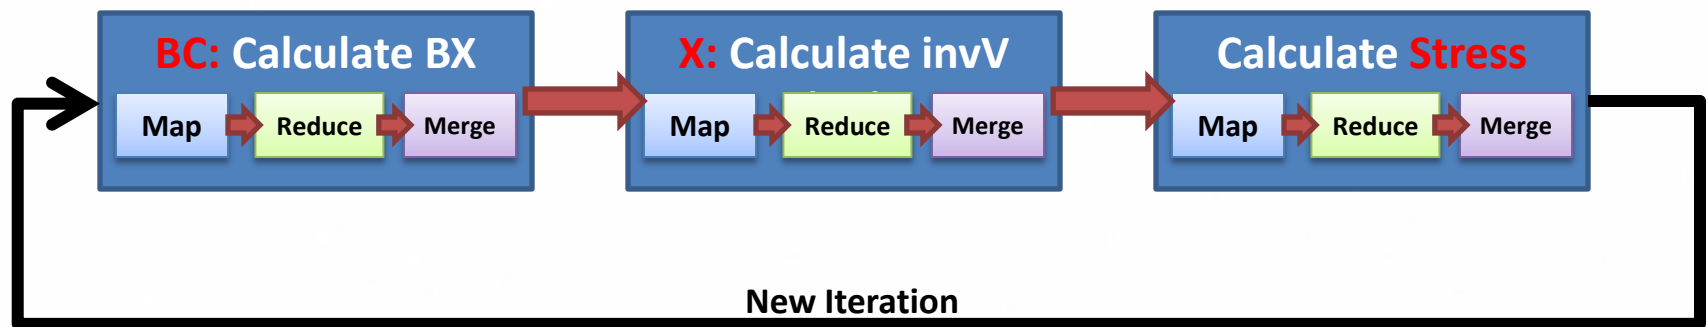 BC: Calculate BX
Map
Reduce
Merge
X: Calculate invV
Map
Reduce
Merge
Calculate Stress
Map
Reduce
Merge
New Iteration